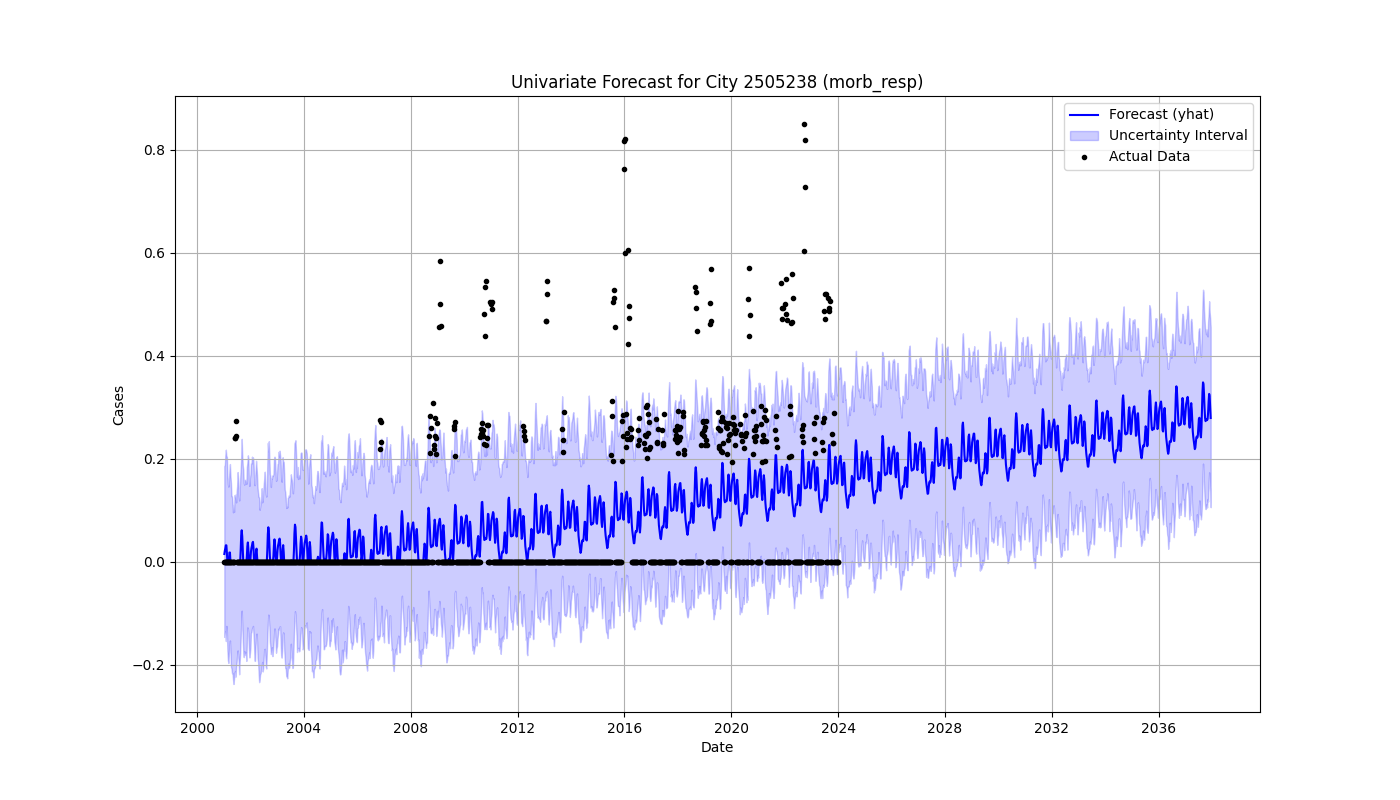 Univariate Forecast for City 2505238 (morb_resp)
Forecast (yhat)
Uncertainty Interval
Actual Data
Cases
0.8
0.6
0.4
0.2
0.0
−0.2
2000 2004 2008 2012 2016 2020 2024 2028 2032 2036
Date